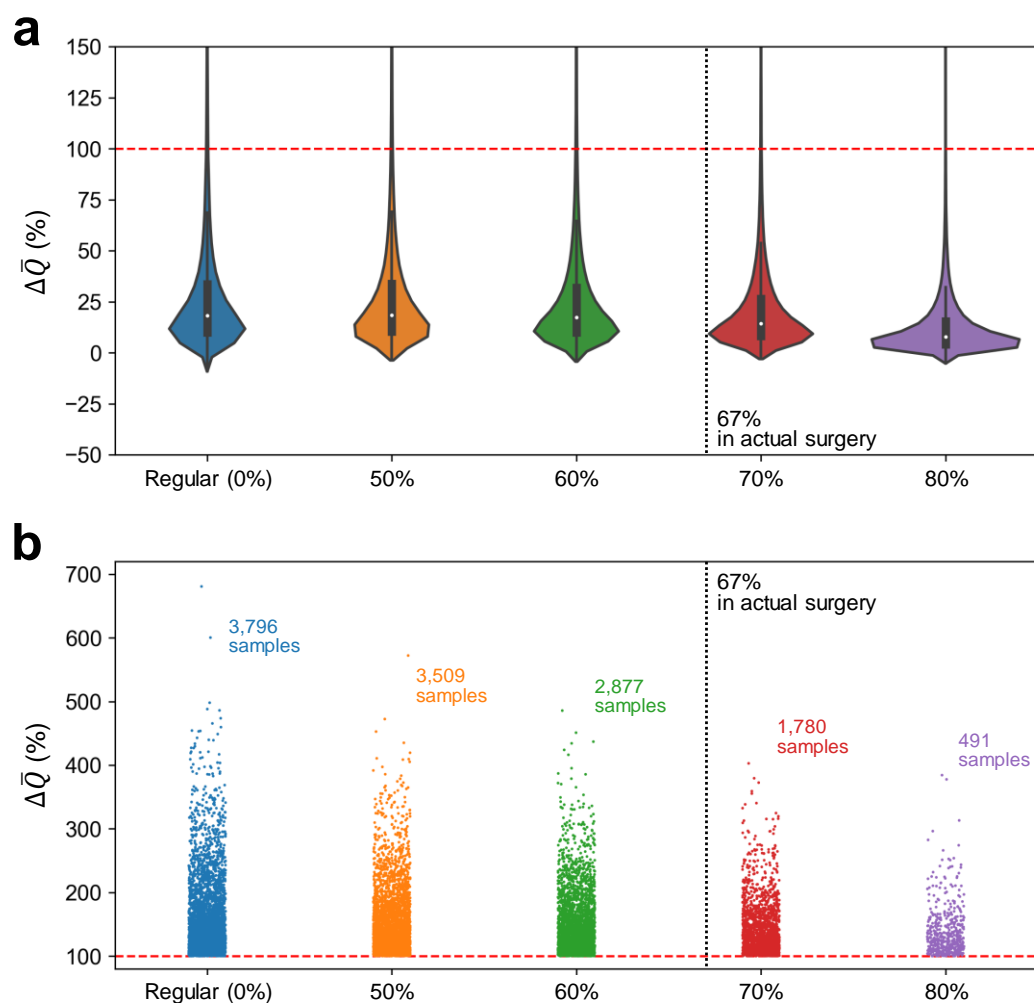 a
150
125
100
75
50
25
0
−25
−50
ΔQ̄ (%)
67%
in actual surgery
Regular (0%)
50%
60%
70%
80%
b
700
600
500
400
300
200
100
ΔQ̄ (%)
3,796
samples
3,509
samples
2,877
samples
67%
in actual surgery
1,780
samples
491
samples
Regular (0%)
50%
60%
70%
80%